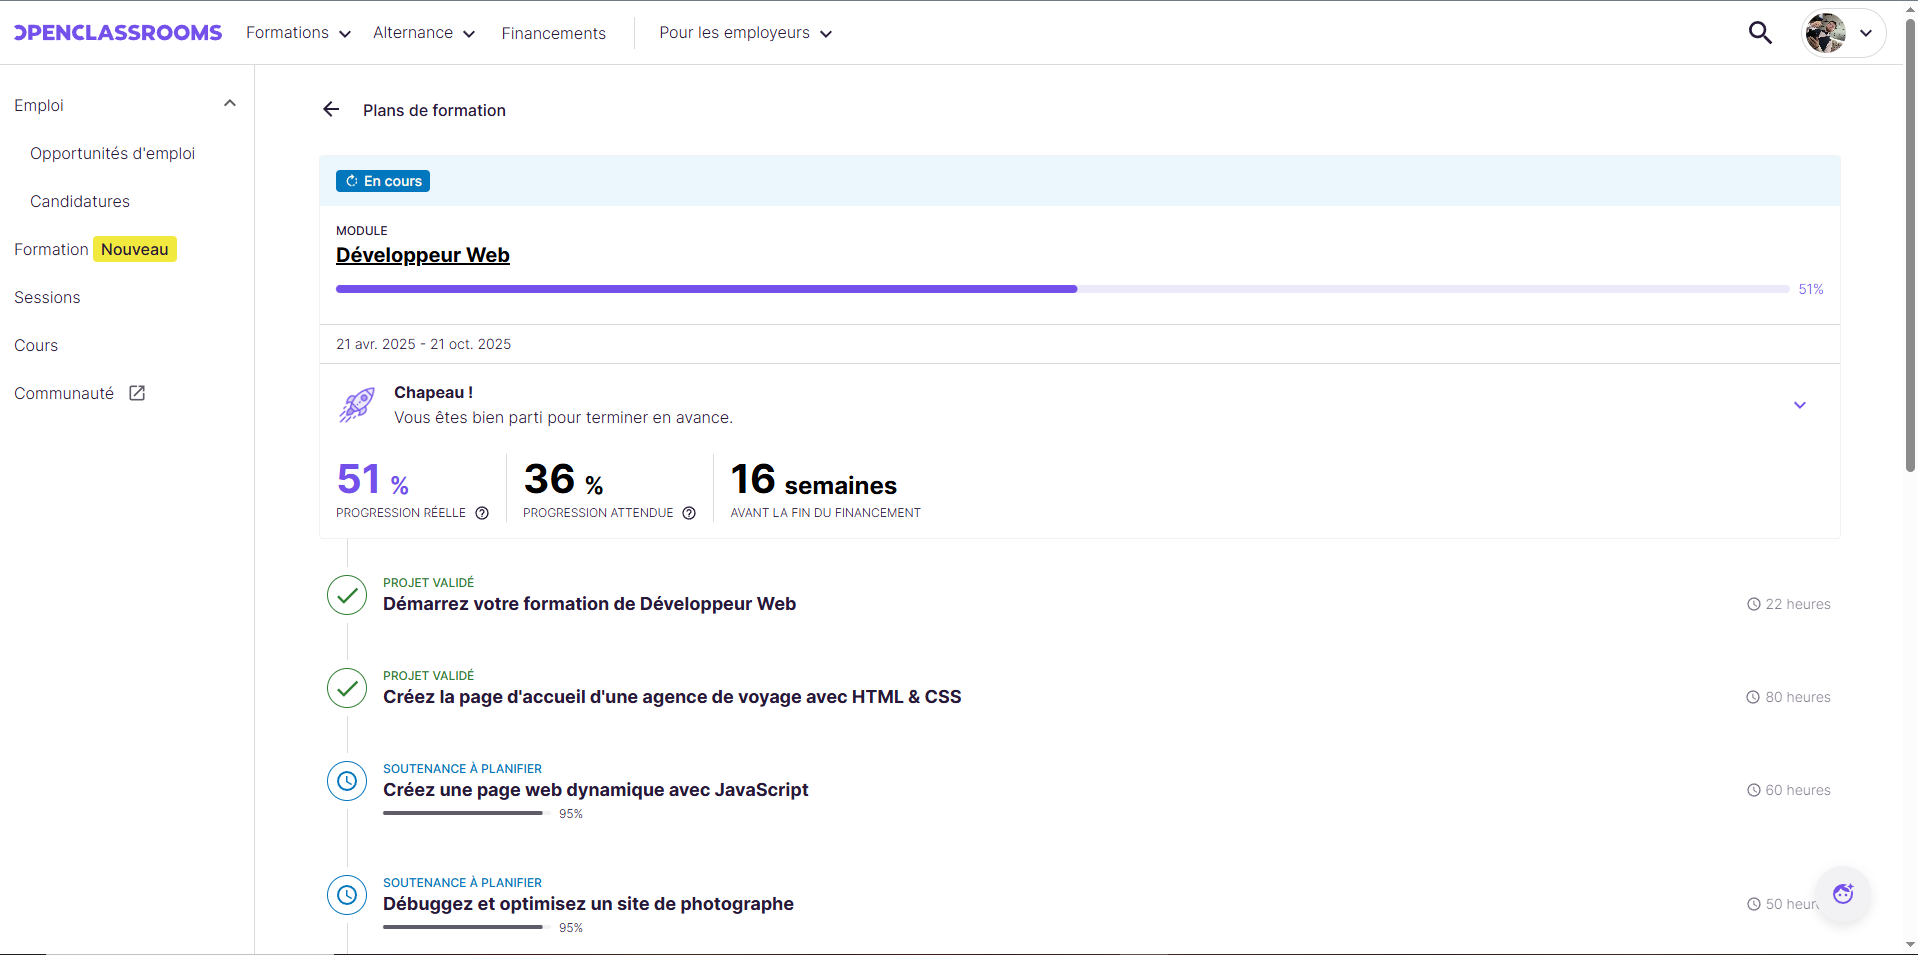 OPENCLASSROOMS
Formations
Alternance
Financements
Pour les employeurs
Emploi
Opportunités d'emploi
Candidatures
Formation Nouveau
Sessions
Cours
Communauté
Plans de formation
En cours
MODULE
Développeur Web
51%
21 avr. 2025 - 21 oct. 2025
Chapeau !
Vous êtes bien parti pour terminer en avance.
51 %
PROGRESSION RÉELLE
36 %
PROGRESSION ATTENDUE
16 semaines
AVANT LA FIN DU FINANCEMENT
PROJET VALIDÉ
Démarrez votre formation de Développeur Web
22 heures
PROJET VALIDÉ
Créez la page d'accueil d'une agence de voyage avec HTML & CSS
80 heures
SOUTENANCE À PLANIFIER
Créez une page web dynamique avec JavaScript
60 heures
95%
SOUTENANCE À PLANIFIER
Débuggez et optimisez un site de photographe
50
95%